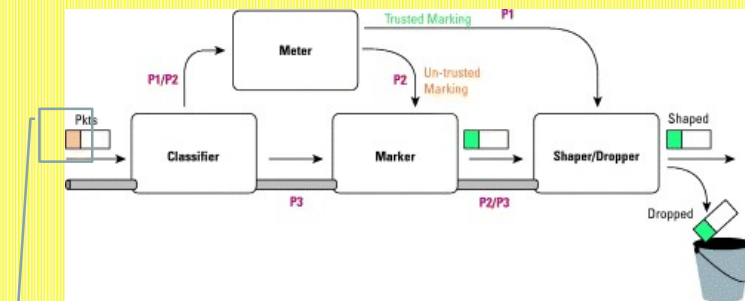 Trusted Marking P1
Meter
P1/P2
P2
Un-trusted
Marking
Pkts
Shaped
Classifier
Marker
Shaper/Dropper
P3
P2/P3
Dropped